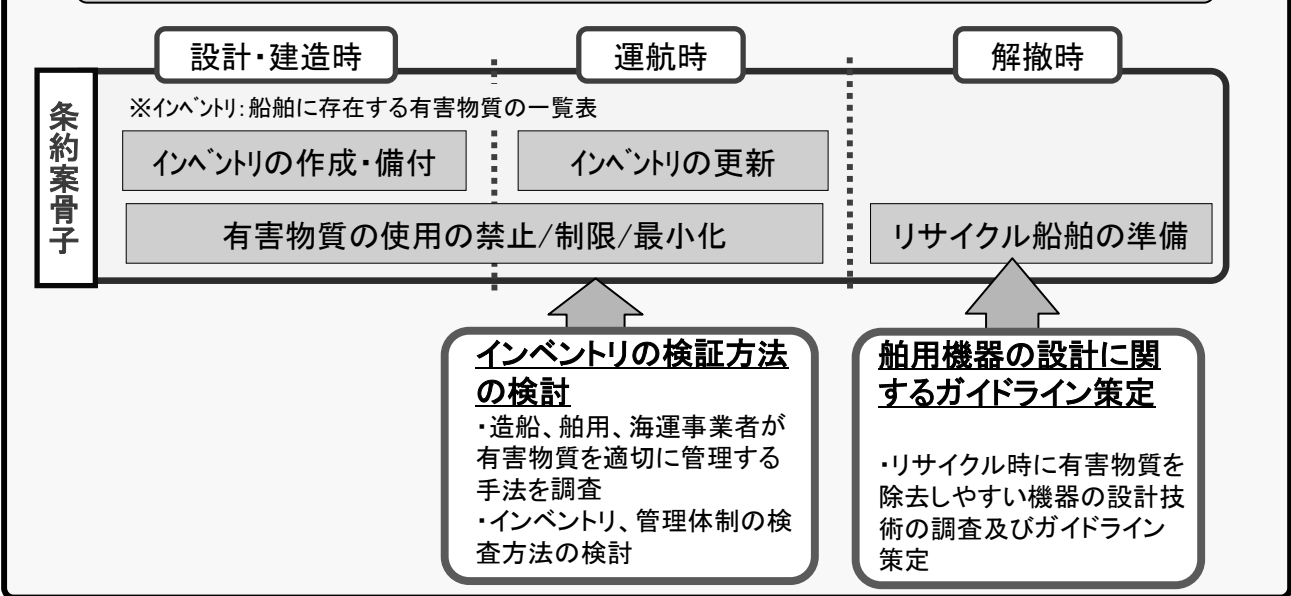 設計・建造時
運航時
解撤時
条約案骨子
※インベントリ：船舶に存在する有害物質の一覧表
インベントリの作成・備付
インベントリの更新
有害物質の使用の禁止/制限/最小化
リサイクル船舶の準備
インベントリの検証方法
の検討
・造船、舶用、海運事業者が
有害物質を適切に管理する
手法を調査
・インベントリ、管理体制の検
査方法の検討
舶用機器の設計に関
するガイドライン策定
・リサイクル時に有害物質を
除去しやすい機器の設計技
術の調査及びガイドライン
策定